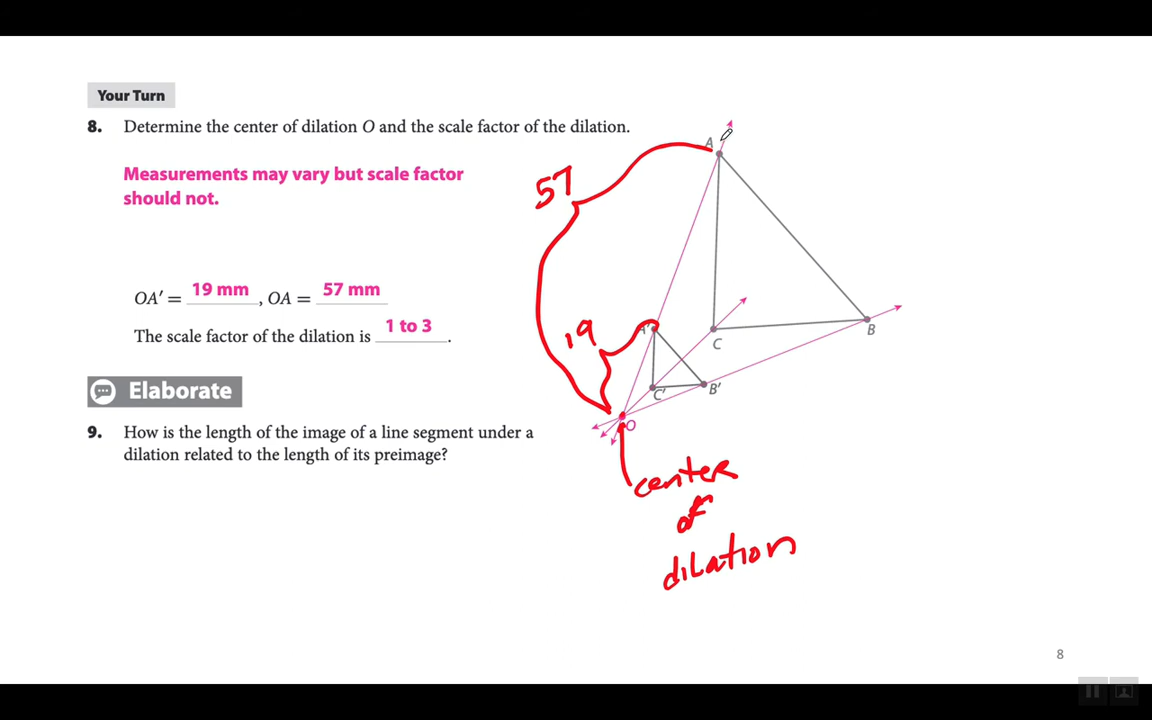 Your Turn
8. Determine the center of dilation O and the scale factor of the dilation.
Measurements may vary but scale factor
should not.
OA′ = 19 mm, OA = 57 mm
The scale factor of the dilation is 1 to 3.
Elaborate
9. How is the length of the image of a line segment under a
dilation related to the length of its preimage?
A
57
19
A'
B
C
C'
B'
O
center
of
dilation
8